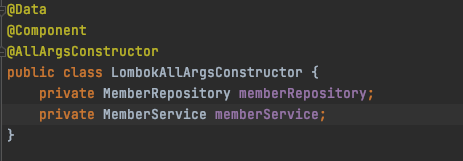 @Data
@Component
@AllArgsConstructor
public class LombokAllArgsConstructor {
    private MemberRepository memberRepository;
    private MemberService memberService;
}